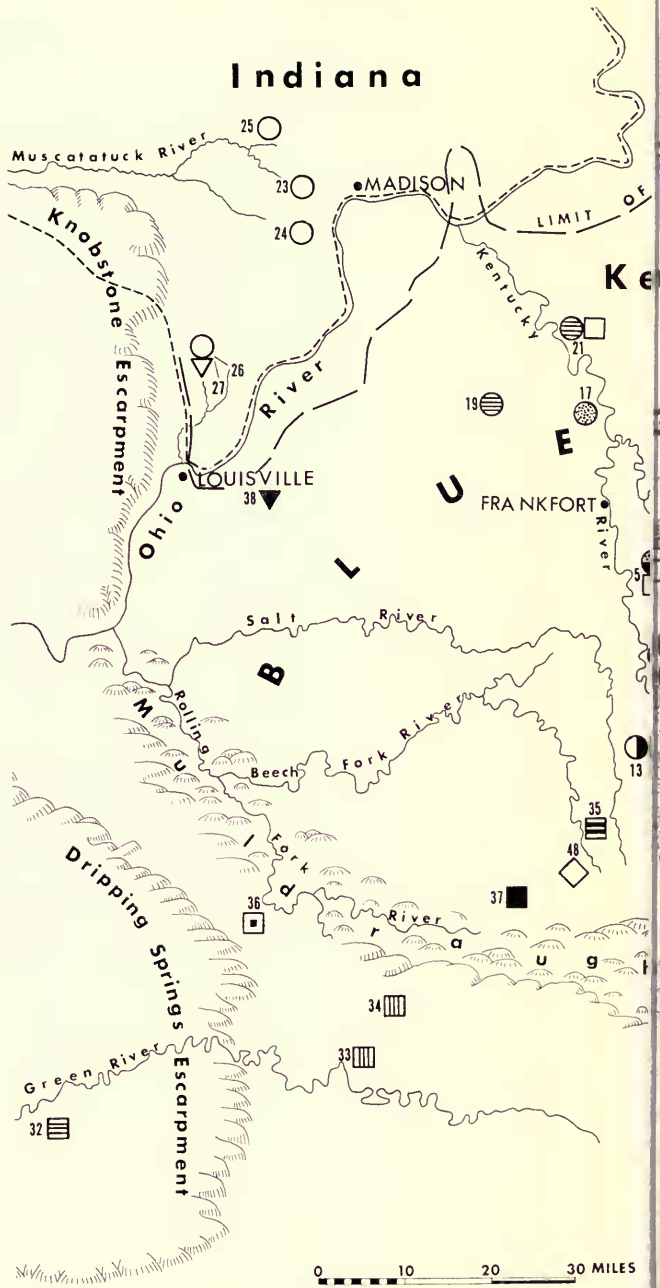 Indiana
25
Muscatatuck River
23
MADISON
24
LIMIT OF
Knobstone Escarpment
Kentucky
Ke
21
26
27
River
19
17
E
LOUISVILLE
38
U
FRANKFORT
Ohio
River
5
L
Salt River
B
Rolling
Fork River
Beech
13
M
u
35
48
Fork
l
d
36
37
River
r
a
u
g
h
Dripping Springs Escarpment
34
33
Green River
32
0 10 20 30 MILES